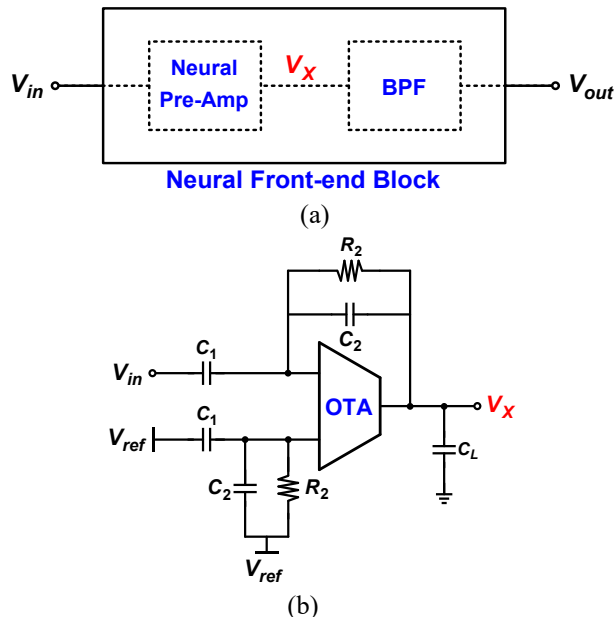 Neural
Pre-Amp
V_X
BPF
V_in
V_out
Neural Front-end Block
(a)
R_2
C_2
C_1
V_in
OTA
V_X
C_1
V_ref
C_L
C_2
R_2
V_ref
(b)